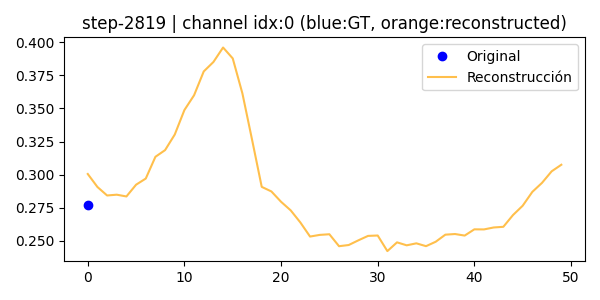 step-2819 | channel idx:0 (blue:GT, orange:reconstructed)
0.400
0.375
0.350
0.325
0.300
0.275
0.250
Original
Reconstrucción
0 10 20 30 40 50